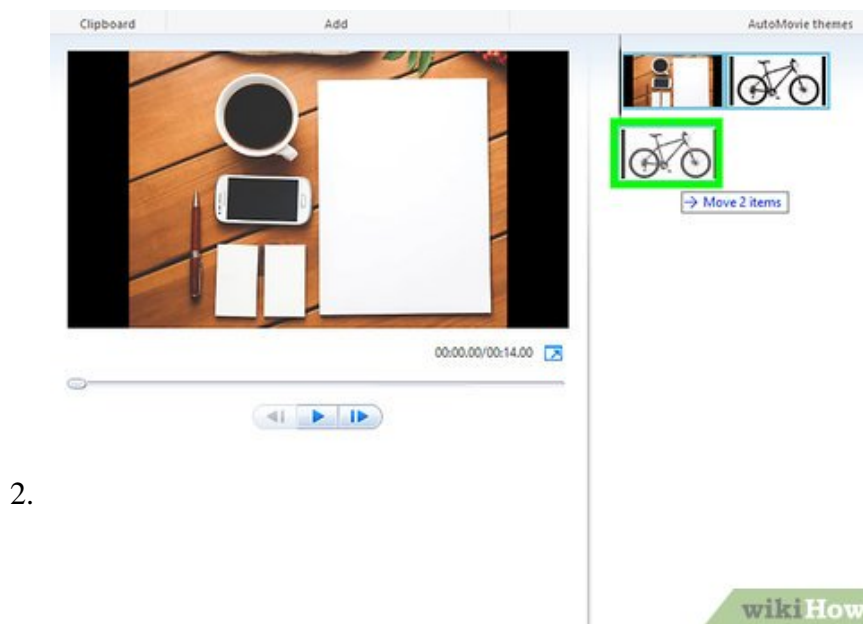 Clipboard Add AutoMovie themes
→ Move 2 items
00:00.00/00:14.00
2.
wikiHow